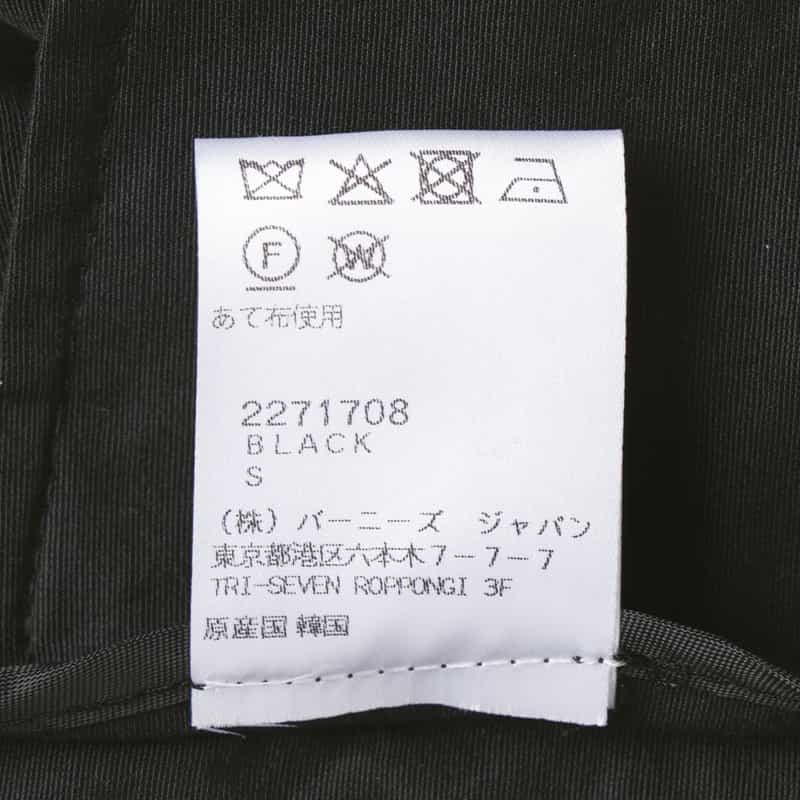 F W
あて布使用
2271708
BLACK
S
(株) バーニーズ ジャパン
東京都港区六本木7-7-7
TRI-SEVEN ROPPONGI 3F
原産国 韓国